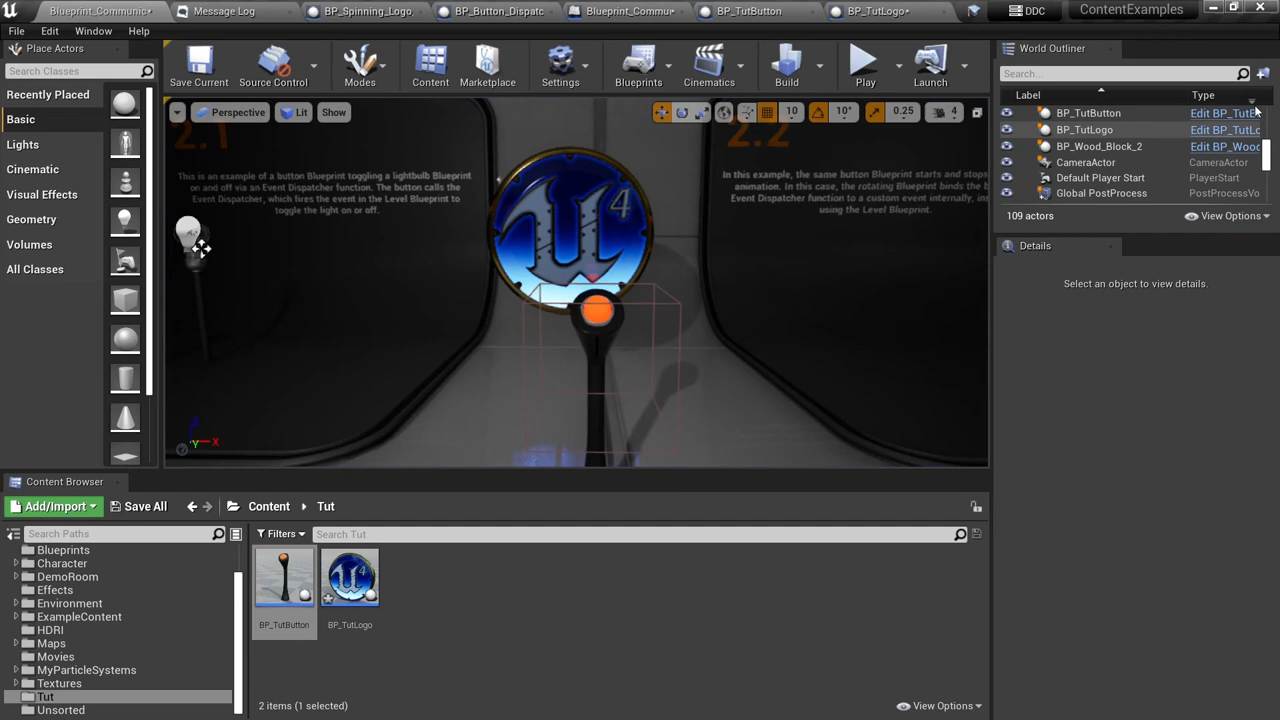 Blueprint_Communic•
Message Log
BP_Spinning_Logo
BP_Button_Dispatc
Blueprint_Commu•
BP_TutButton
BP_TutLogo•
DDC
ContentExamples
File
Edit
Window
Help
Place Actors
Search Classes
Recently Placed
Basic
Lights
Cinematic
Visual Effects
Geometry
Volumes
All Classes
Save Current
Source Control
Modes
Content
Marketplace
Settings
Blueprints
Cinematics
Build
Play
Launch
Perspective
Lit
Show
10
10°
0.25
4
2.1
This is an example of a button Blueprint toggling a lightbulb Blueprint
on and off via an Event Dispatcher function. The button calls the
Event Dispatcher, which fires the event in the Level Blueprint to
toggle the light on or off.
4
2.2
In this example, the same button Blueprint starts and stops
animation. In this case, the rotating Blueprint binds the b
Event Dispatcher function to a custom event internally, ins
using the Level Blueprint.
Z
Y
X
World Outliner
Search...
Label
Type
BP_TutButton
Edit BP_TutB
BP_TutLogo
Edit BP_TutLo
BP_Wood_Block_2
Edit BP_Wooc
CameraActor
CameraActor
Default Player Start
PlayerStart
Global PostProcess
PostProcessVo
109 actors
View Options
Details
Select an object to view details.
Content Browser
Add/Import
Save All
Content
Tut
Search Paths
Filters
Search Tut
Blueprints
Character
DemoRoom
Effects
Environment
ExampleContent
HDRI
Maps
Movies
MyParticleSystems
Textures
Tut
Unsorted
BP_TutButton
4
BP_TutLogo
2 items (1 selected)
View Options